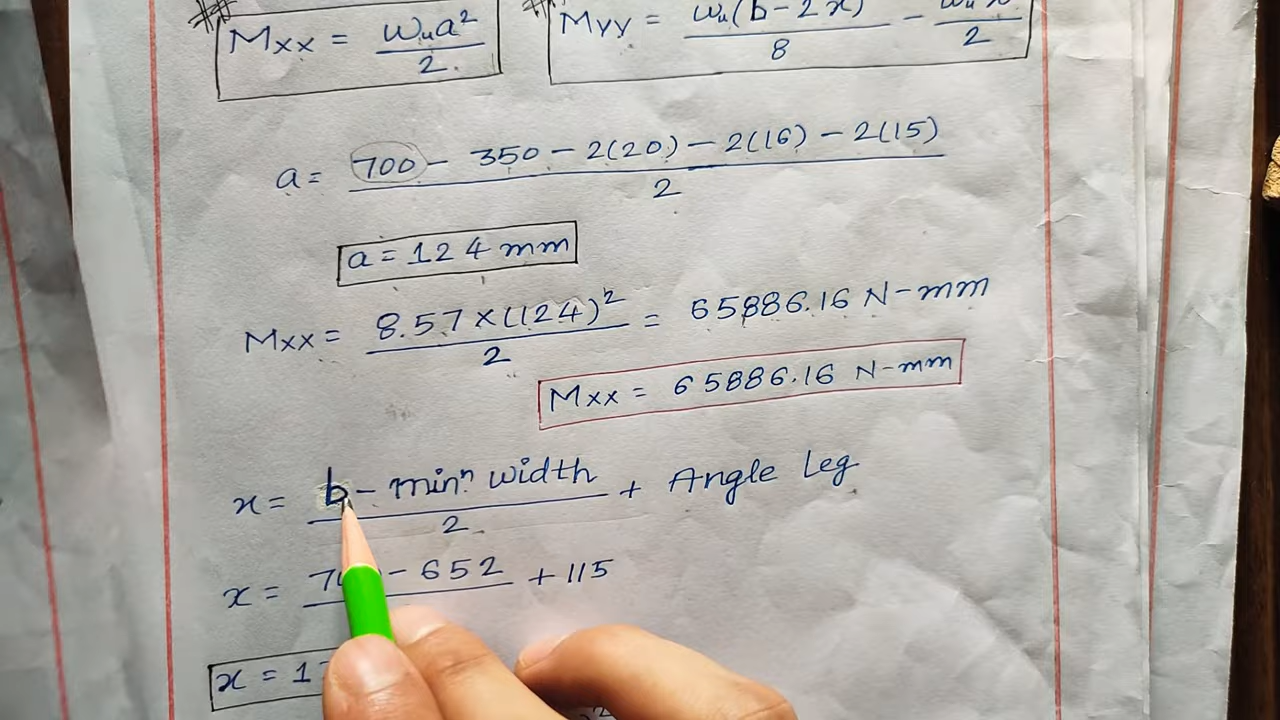 ## Mxx = wᵤa²/2 ## Myy = wᵤ(b-2x)/8 - /2
a = (700 - 350 - 2(20) - 2(16) - 2(15))/2
a = 124 mm
Mxx = 8.57×(124)²/2 = 65886.16 N-mm
Mxx = 65886.16 N-mm
x = (b - minⁿ width)/2 + Angle Leg
x = - 652 + 115
x =